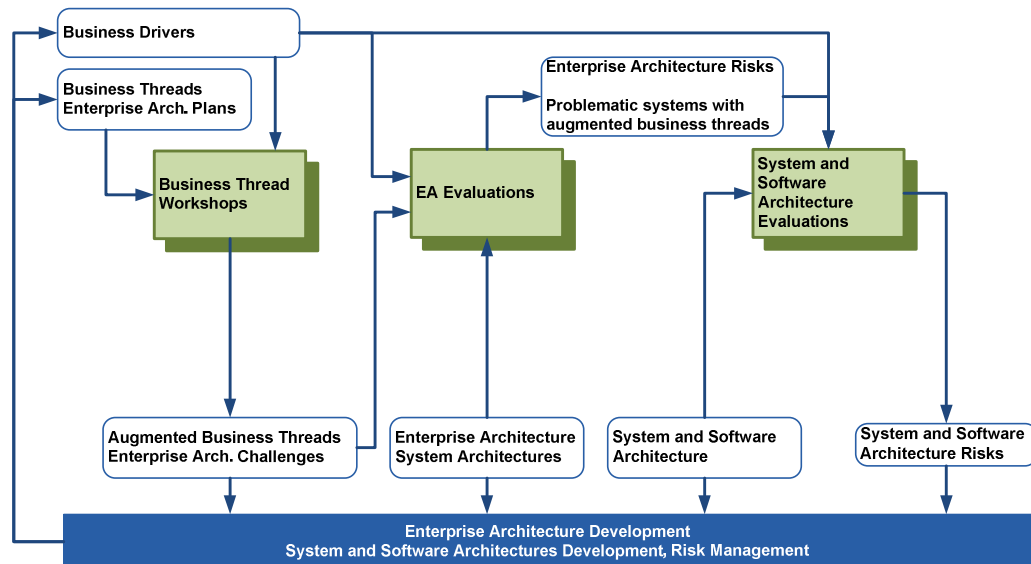 Business Drivers
Business Threads
Enterprise Arch. Plans
Enterprise Architecture Risks
Problematic systems with
augmented business threads
Business Thread
Workshops
EA Evaluations
System and
Software
Architecture
Evaluations
Augmented Business Threads
Enterprise Arch. Challenges
Enterprise Architecture
System Architectures
System and Software
Architecture
System and Software
Architecture Risks
Enterprise Architecture Development
System and Software Architectures Development, Risk Management